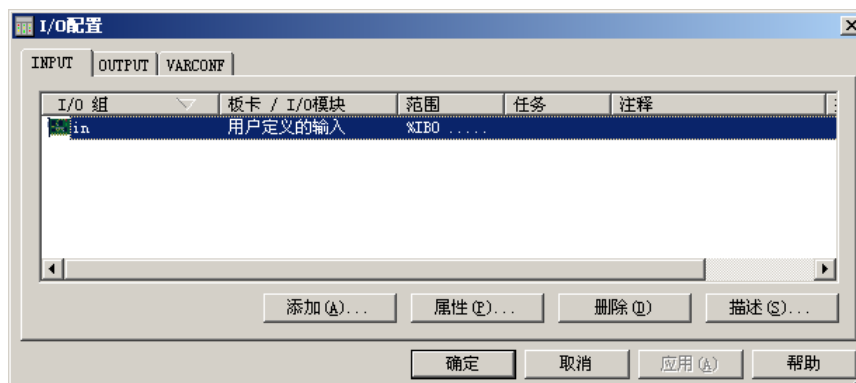 I/O配置
INPUT OUTPUT VARCONF
I/O 组 板卡 / I/O模块 范围 任务 注释
in 用户定义的输入 %IB0 .....
添加(A)... 属性(P)... 删除(D) 描述(S)...
确定 取消 应用(A) 帮助